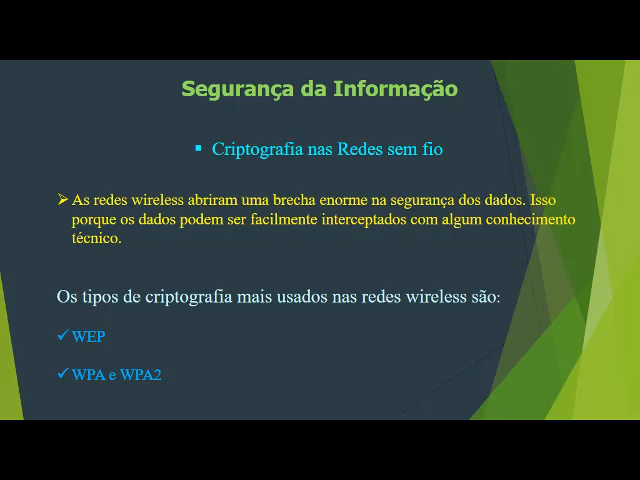 Segurança da Informação
▪ Criptografia nas Redes sem fio
➢ As redes wireless abriram uma brecha enorme na segurança dos dados. Isso
porque os dados podem ser facilmente interceptados com algum conhecimento
técnico.
Os tipos de criptografia mais usados nas redes wireless são:
✓ WEP
✓ WPA e WPA2